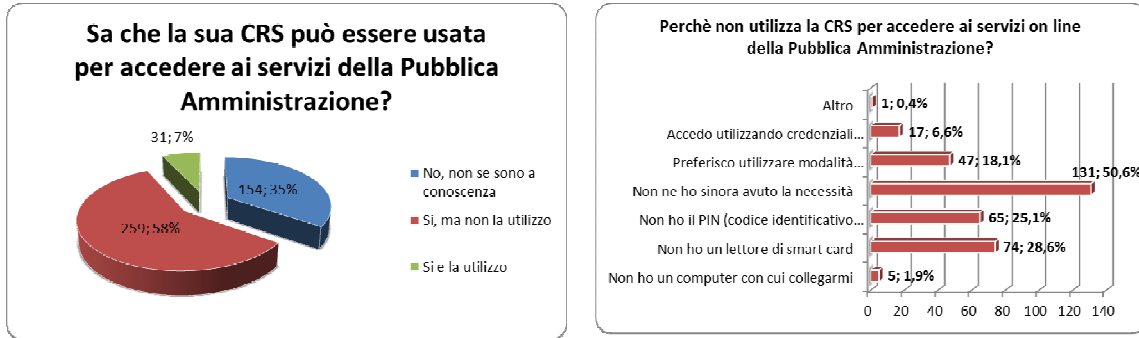 Sa che la sua CRS può essere usata
per accedere ai servizi della Pubblica
Amministrazione?
31; 7%
154; 35%
259; 58%
No, non se sono a
conoscenza
Si, ma non la utilizzo
Si e la utilizzo
Perchè non utilizza la CRS per accedere ai servizi on line
della Pubblica Amministrazione?
Altro
1; 0,4%
Accedo utilizzando credenziali...
17; 6,6%
Preferisco utilizzare modalità...
47; 18,1%
Non ne ho sinora avuto la necessità
131; 50,6%
Non ho il PIN (codice identificativo...
65; 25,1%
Non ho un lettore di smart card
74; 28,6%
Non ho un computer con cui collegarmi
5; 1,9%
0 20 40 60 80 100 120 140